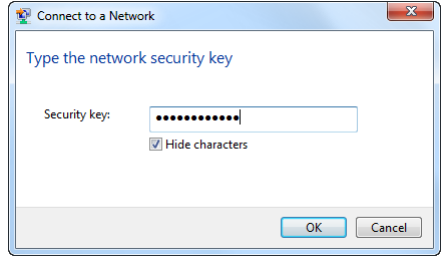 Connect to a Network
Type the network security key
Security key: ●●●●●●●●●●●●
Hide characters
OK Cancel